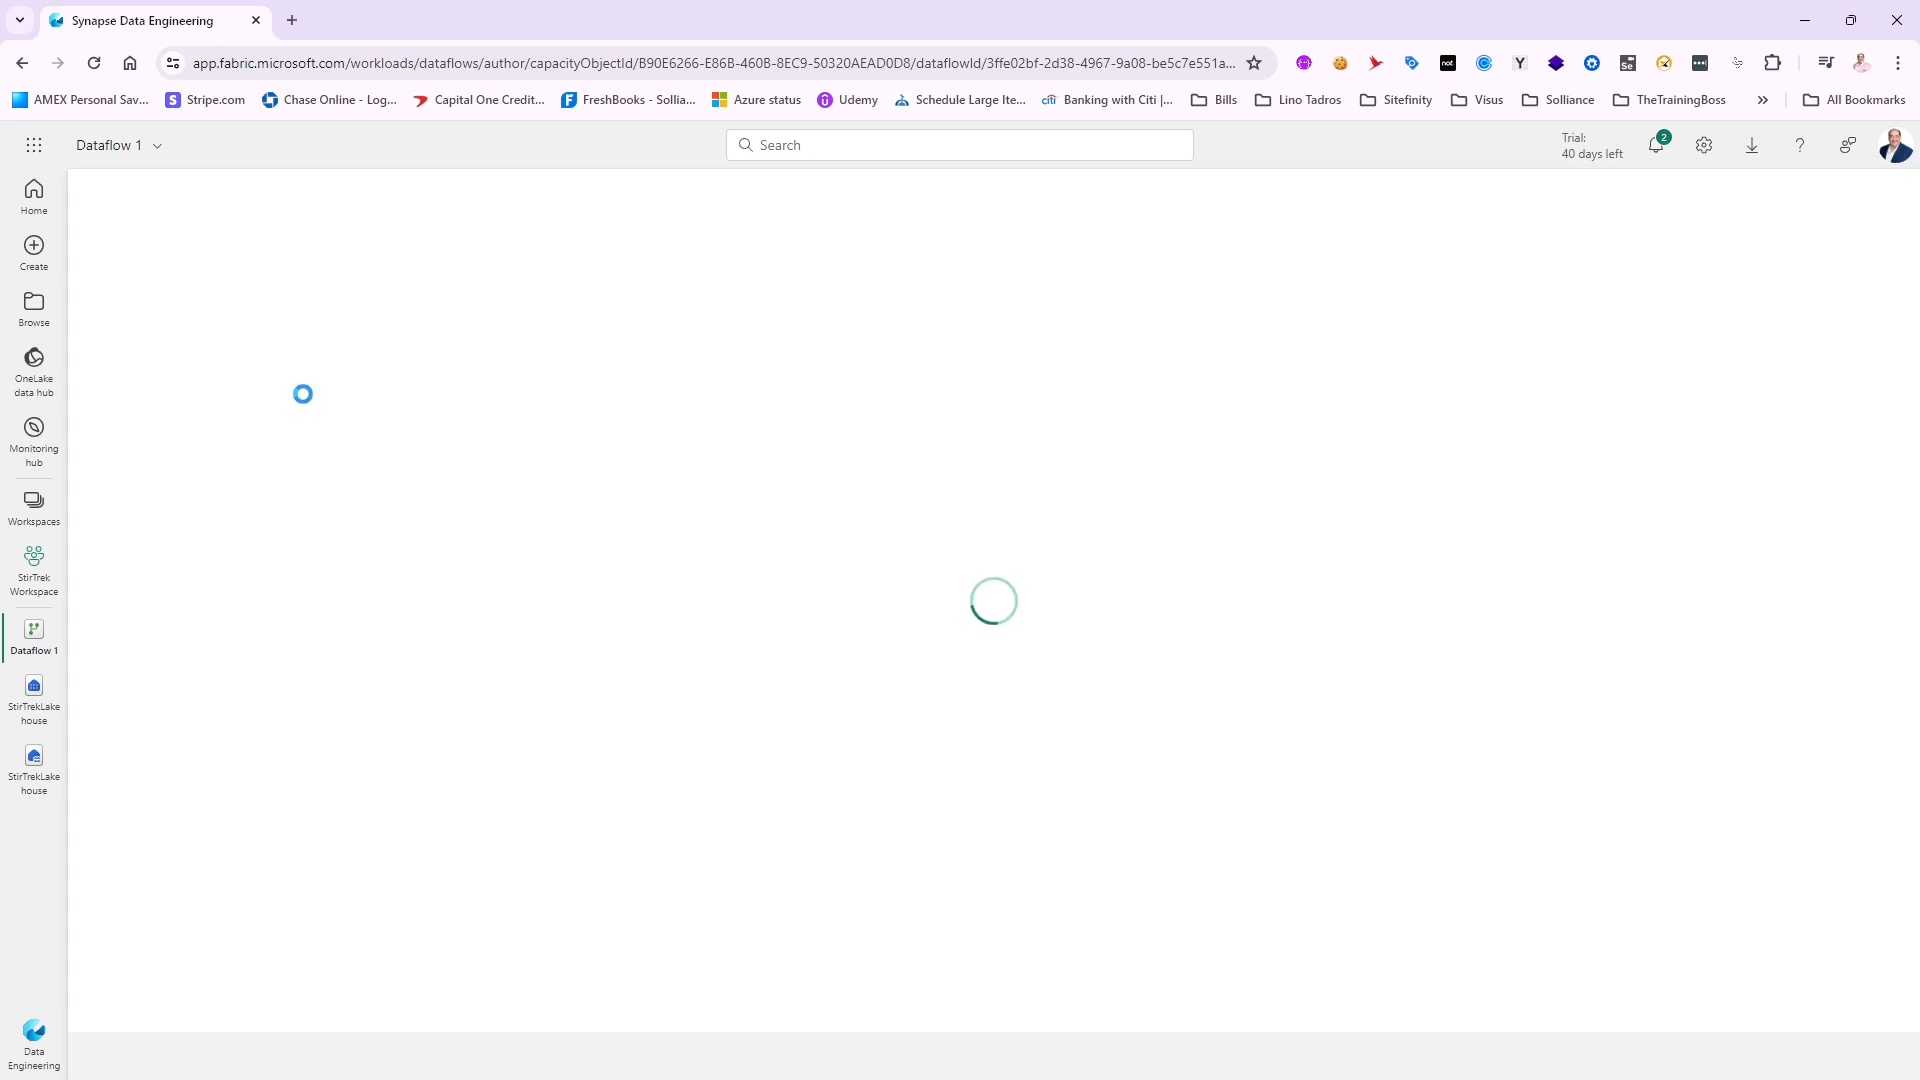 Synapse Data Engineering
app.fabric.microsoft.com/workloads/dataflows/author/capacityObjectId/B90E6266-E86B-460B-8EC9-50320AEAD0D8/dataflowId/3ffe02bf-2d38-4967-9a08-be5c7e551a...
AMEX Personal Sav...
Stripe.com
Chase Online - Log...
Capital One Credit...
FreshBooks - Sollia...
Azure status
Udemy
Schedule Large Ite...
Banking with Citi |...
Bills
Lino Tadros
Sitefinity
Visus
Solliance
TheTrainingBoss
All Bookmarks
Dataflow 1
Search
Trial:
40 days left
2
Home
Create
Browse
OneLake
data hub
Monitoring
hub
Workspaces
StirTrek
Workspace
Dataflow 1
StirTrekLake
house
StirTrekLake
house
Data
Engineering